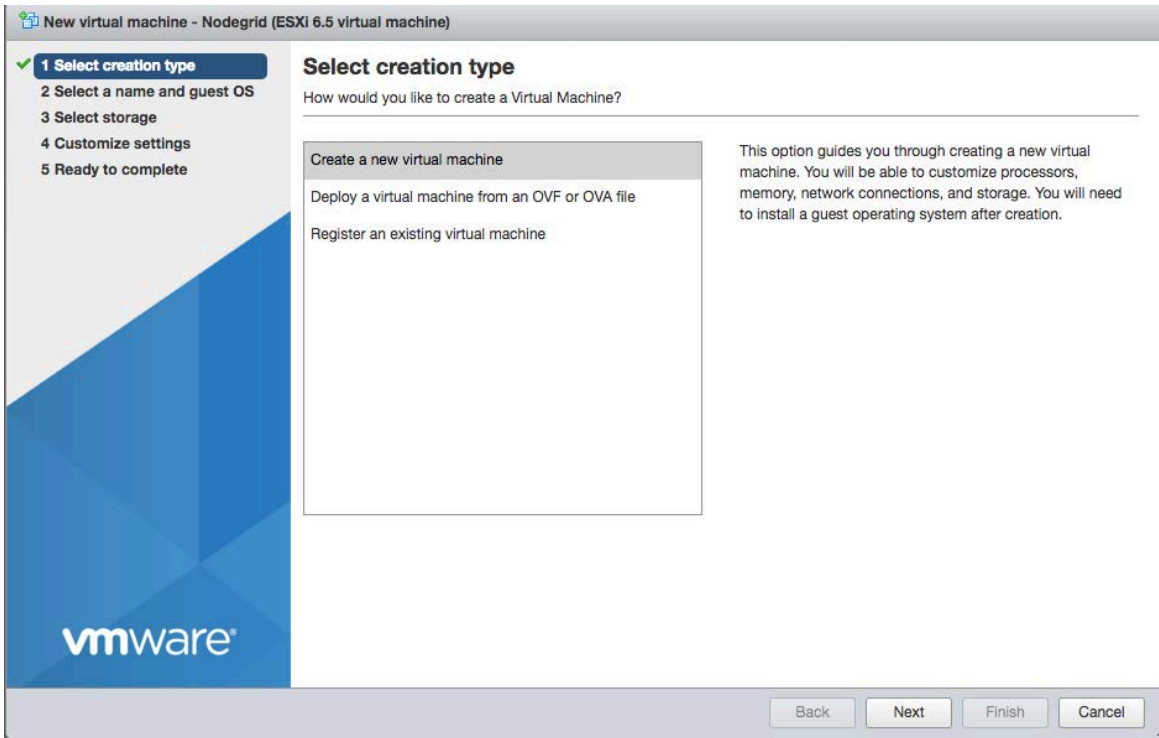 New virtual machine - Nodegrid (ESXi 6.5 virtual machine)
1 Select creation type
2 Select a name and guest OS
3 Select storage
4 Customize settings
5 Ready to complete
Select creation type
How would you like to create a Virtual Machine?
Create a new virtual machine
Deploy a virtual machine from an OVF or OVA file
Register an existing virtual machine
This option guides you through creating a new virtual
machine. You will be able to customize processors,
memory, network connections, and storage. You will need
to install a guest operating system after creation.
vmware®
Back
Next
Finish
Cancel